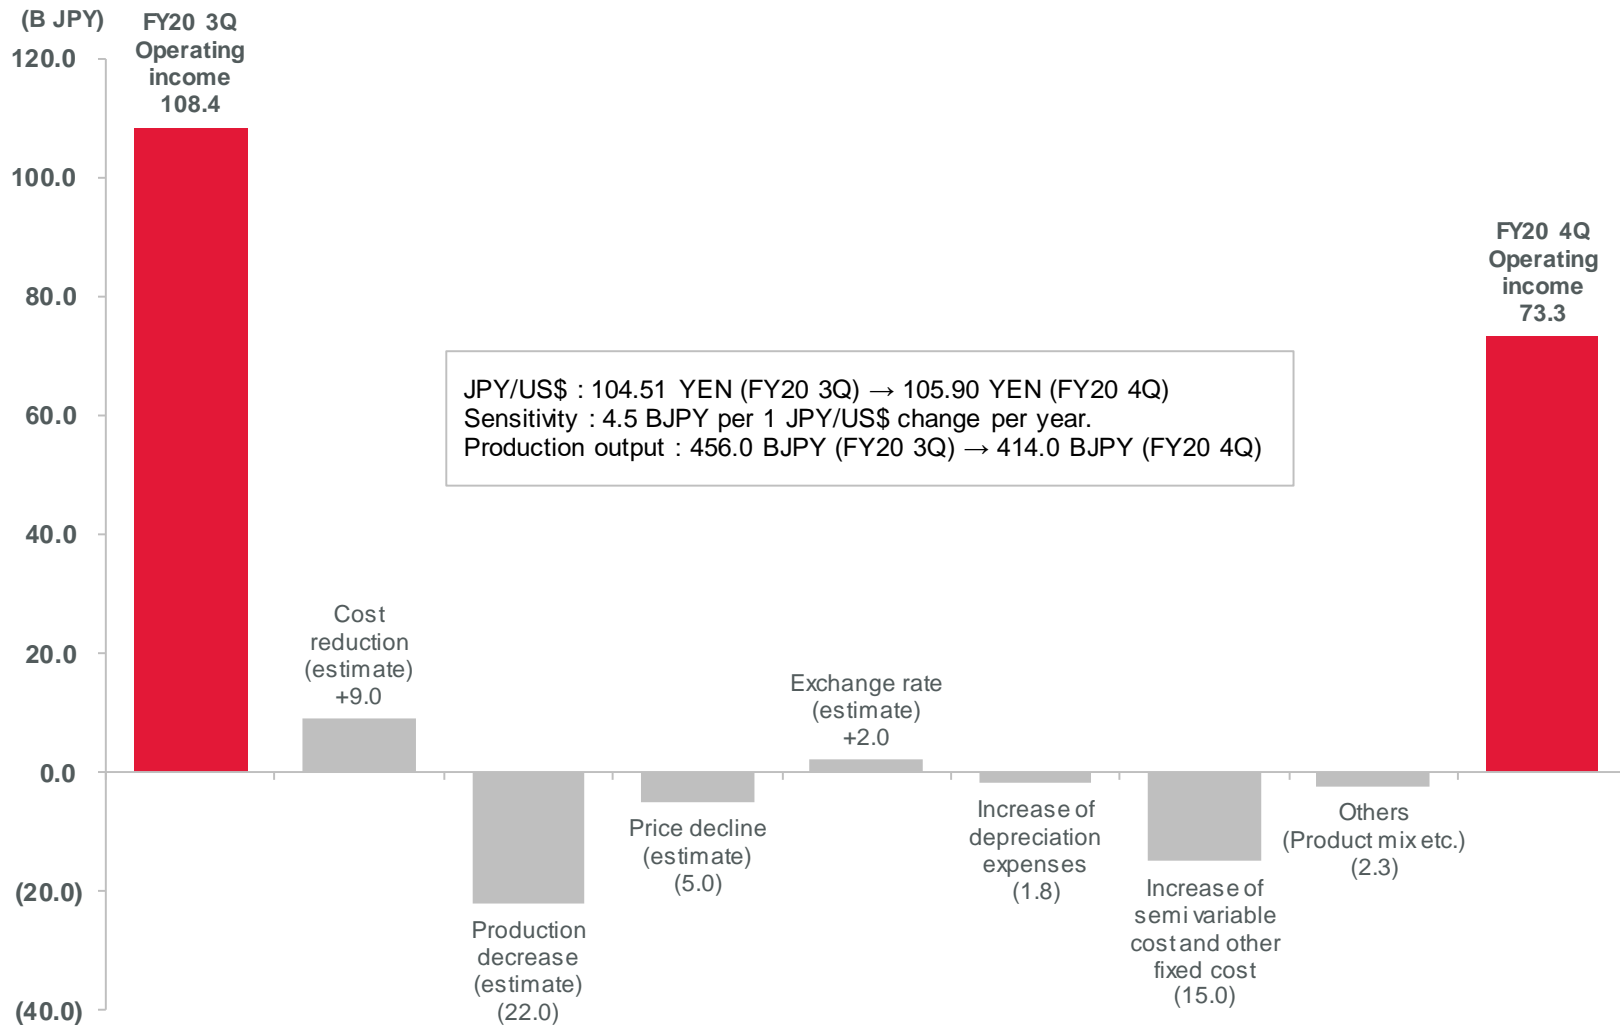 (B JPY)
FY20 3Q
Operating
income
108.4
120.0
100.0
80.0
60.0
40.0
20.0
0.0
(20.0)
(40.0)
Cost
reduction
(estimate)
+9.0
Production
decrease
(estimate)
(22.0)
Price decline
(estimate)
(5.0)
Exchange rate
(estimate)
+2.0
Increase of
depreciation
expenses
(1.8)
Increase of
semi variable
cost and other
fixed cost
(15.0)
Others
(Product mix etc.)
(2.3)
FY20 4Q
Operating
income
73.3
JPY/US$ : 104.51 YEN (FY20 3Q) → 105.90 YEN (FY20 4Q)
Sensitivity : 4.5 BJPY per 1 JPY/US$ change per year.
Production output : 456.0 BJPY (FY20 3Q) → 414.0 BJPY (FY20 4Q)